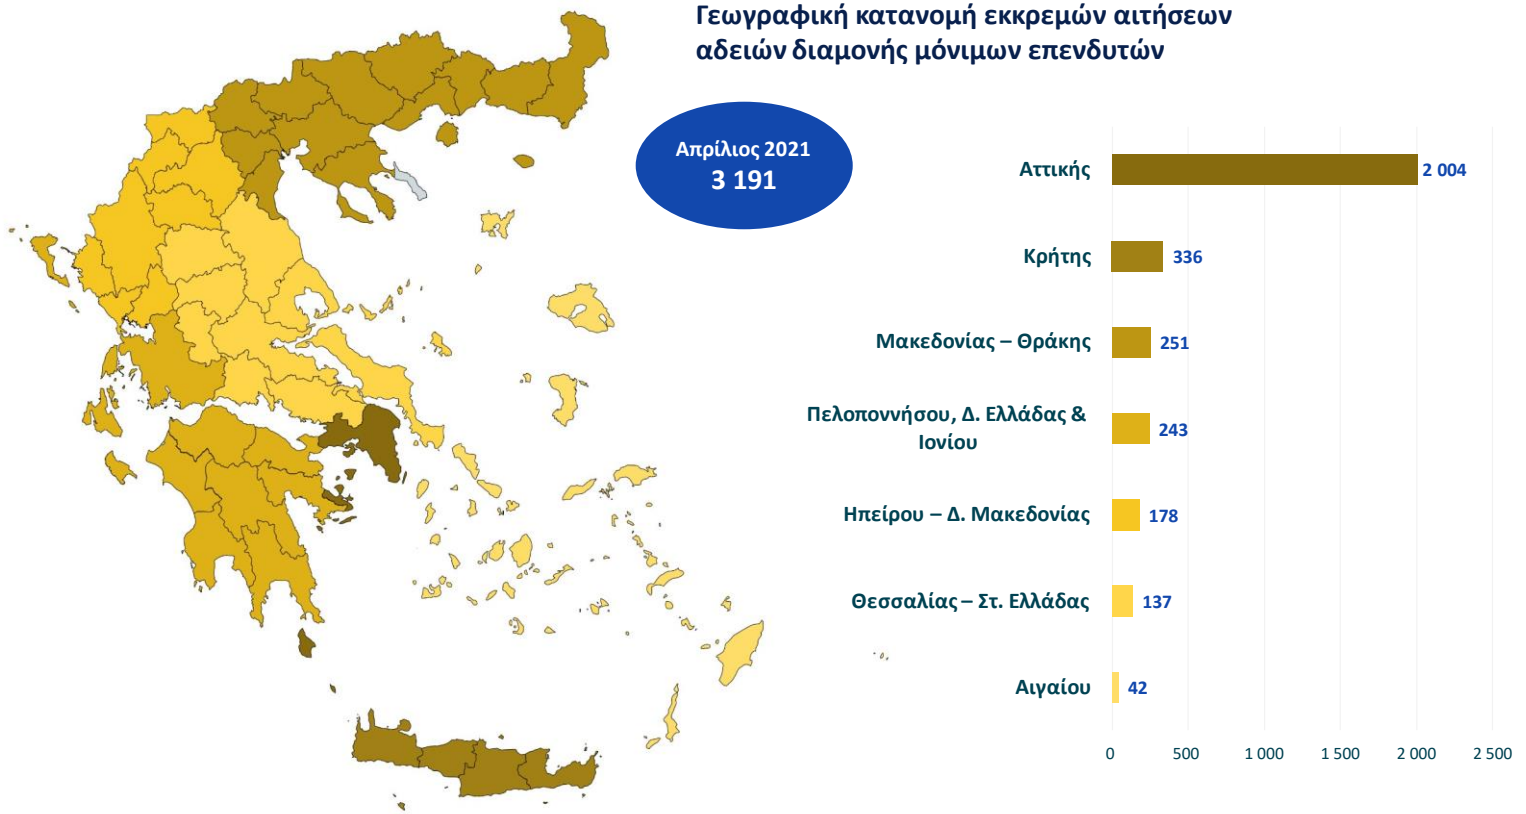 Γεωγραφική κατανομή εκκρεμών αιτήσεων
αδειών διαμονής μόνιμων επενδυτών
Απρίλιος 2021
3 191
Αττικής
2 004
Κρήτης
336
Μακεδονίας – Θράκης
251
Πελοποννήσου, Δ. Ελλάδας &
Ιονίου
243
Ηπείρου – Δ. Μακεδονίας
178
Θεσσαλίας – Στ. Ελλάδας
137
Αιγαίου
42
0
500
1 000
1 500
2 000
2 500